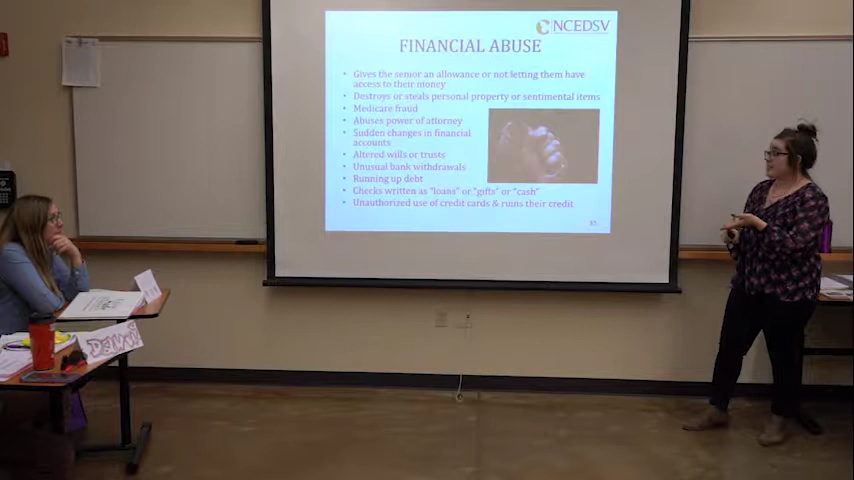 NCEDSV
FINANCIAL ABUSE
• Gives the senior an allowance or not letting them have
access to their money
• Destroys or steals personal property or sentimental items
• Medicare fraud
• Abuses power of attorney
• Sudden changes in financial
accounts
• Altered wills or trusts
• Unusual bank withdrawals
• Running up debt
• Checks written as "loans" or "gifts" or "cash"
• Unauthorized use of credit cards & ruins their credit